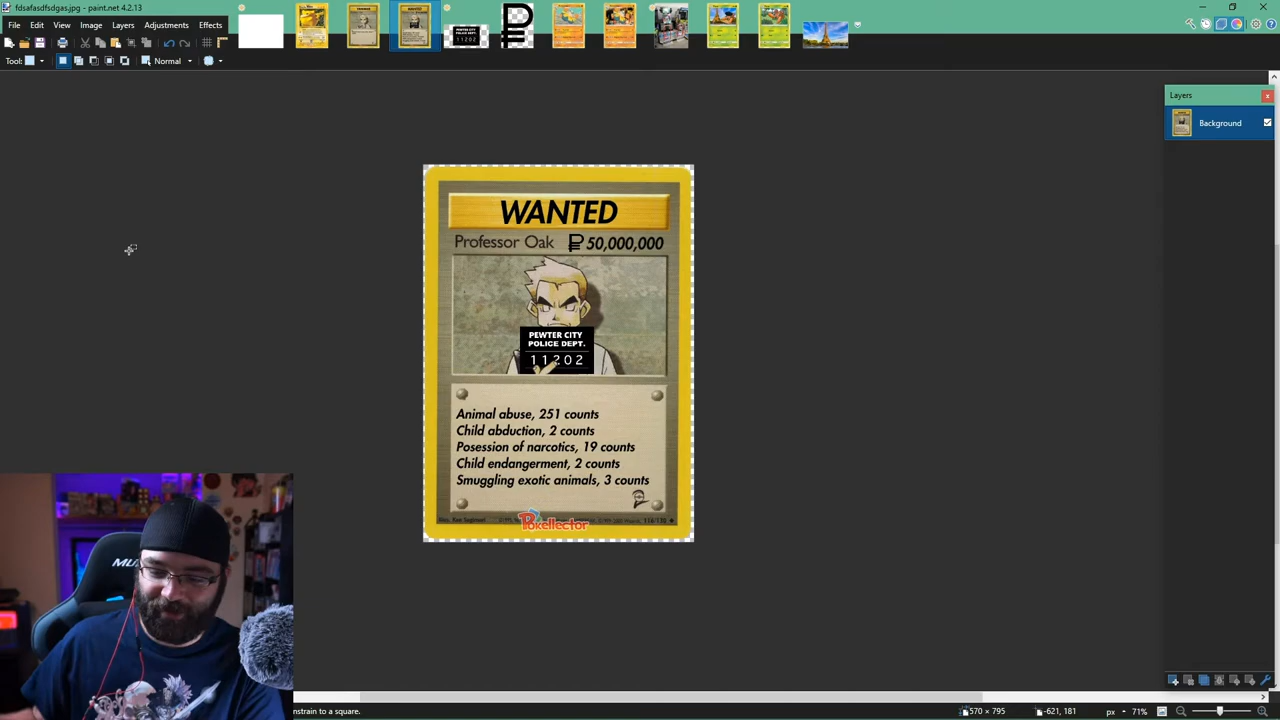 fdsafasdfsdgas.jpg - paint.net 4.2.13
File Edit View Image Layers Adjustments Effects
Tool
Normal
Layers
Background
WANTED
Professor Oak 50,000,000
PEWTER CITY
POLICE DEPT.
11202
Animal abuse, 251 counts
Child abduction, 2 counts
Posession of narcotics, 19 counts
Child endangerment, 2 counts
Smuggling exotic animals, 3 counts
Pokellector
116/130
nstrain to a square.
570 x 795
-621, 181
px
71%